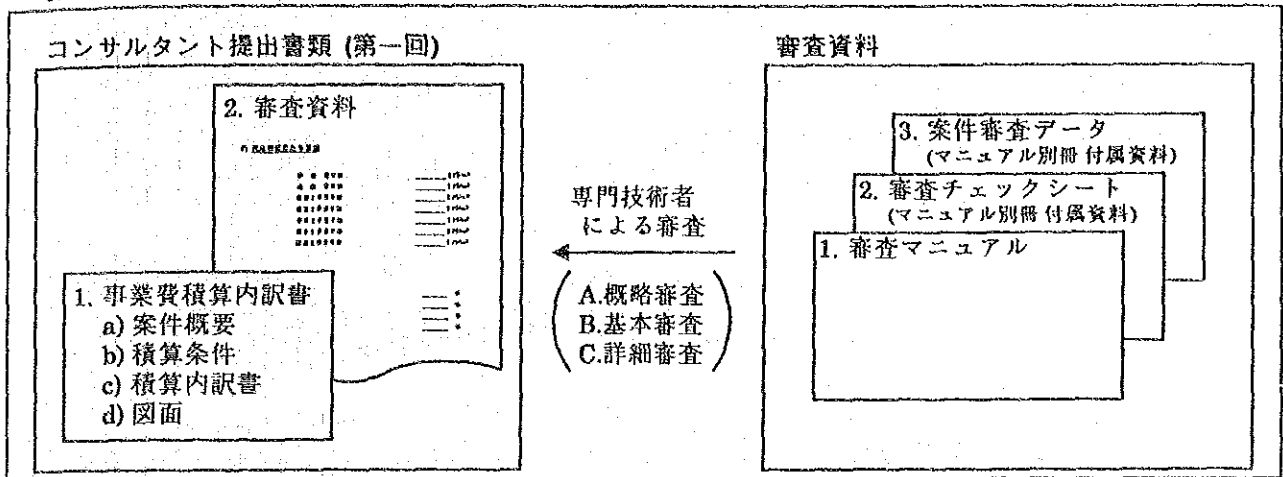 コンサルタント提出書類 (第一回)
2. 審査資料
1. 事業費積算内訳書
a) 案件概要
b) 積算条件
c) 積算内訳書
d) 図面
専門技術者
による審査
A.概略審査
B.基本審査
C.詳細審査
審査資料
3. 案件審査データ
(マニュアル別冊 付属資料)
2. 審査チェックシート
(マニュアル別冊 付属資料)
1. 審査マニュアル